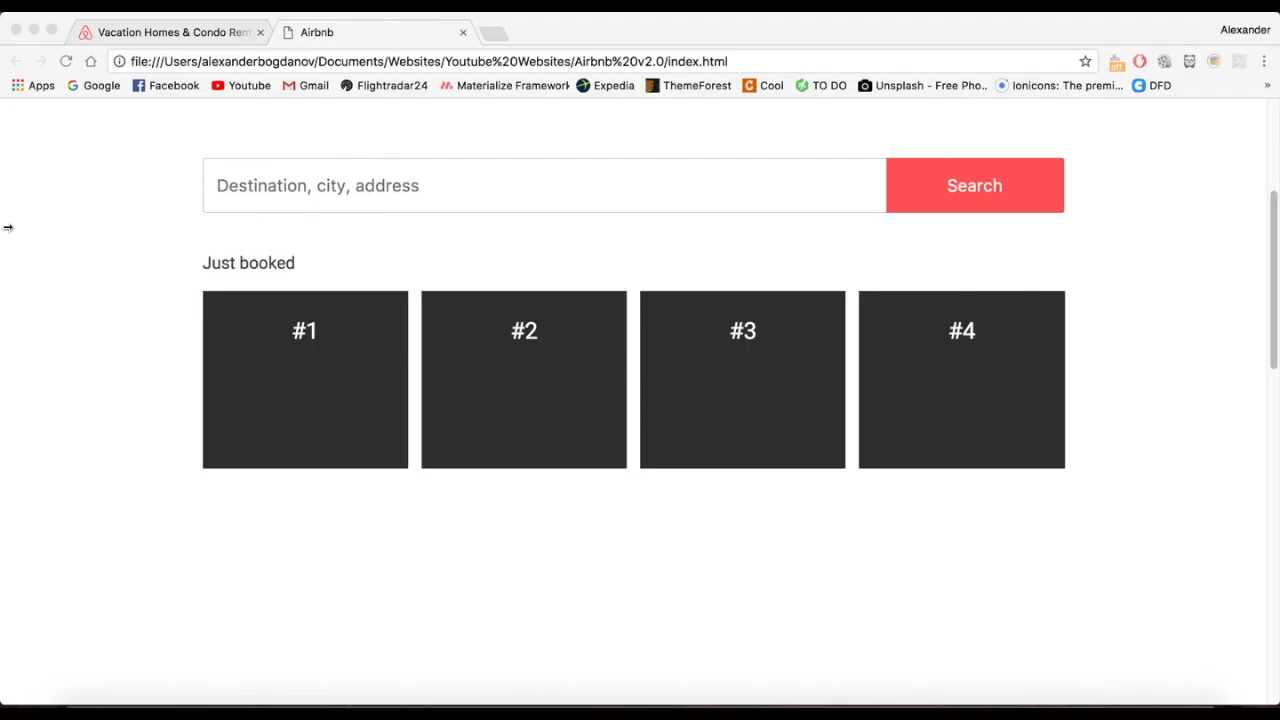 Vacation Homes & Condo Ren
Airbnb
Alexander
file:///Users/alexanderbogdanov/Documents/Websites/Youtube%20Websites/Airbnb%20v2.0/index.html
off
Apps Google Facebook Youtube Gmail Flightradar24 Materialize Framework Expedia ThemeForest Cool TO DO Unsplash - Free Pho... Ionicons: The premi... DFD »
Destination, city, address
Search
Just booked
#1 #2 #3 #4